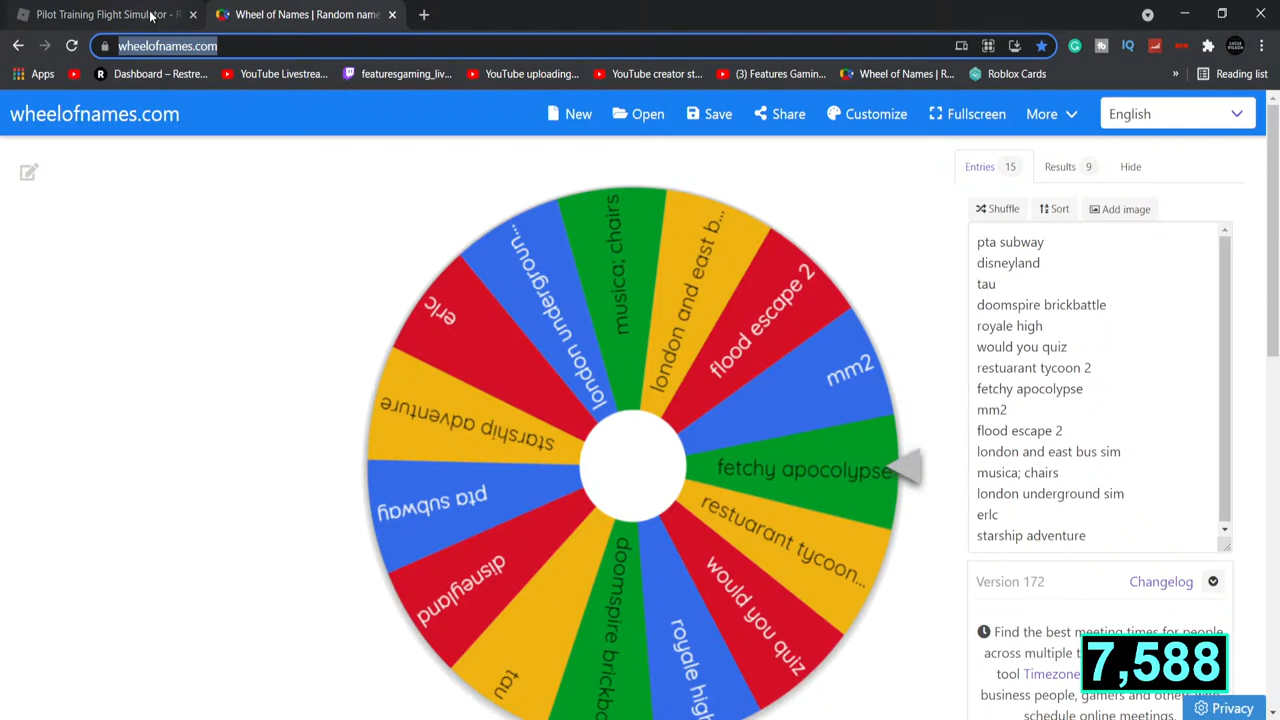 Pilot Training Flight Simulator - R
Wheel of Names | Random name
wheelofnames.com
Apps
Dashboard – Restre...
YouTube Livestrea...
featuresgaming_liv...
YouTube uploading...
YouTube creator st...
(3) Features Gamin...
Wheel of Names | R...
Roblox Cards
»
Reading list
wheelofnames.com
New
Open
Save
Share
Customize
Fullscreen
More
English
Entries 15
Results 9
Hide
Shuffle
Sort
Add image
pta subway
disneyland
tau
doomspire brickbattle
royale high
would you quiz
restuarant tycoon 2
fetchy apocolypse
mm2
flood escape 2
london and east bus sim
musica; chairs
london underground sim
erlc
starship adventure
musica; chairs
london and east b...
flood escape 2
mm2
fetchy apocolypse
restuarant tycoon...
would you quiz
royale high
doomspire brickb
tau
disneyland
pta subway
starship adventure
erlc
london undergroun...
Version 172
Changelog
Find the best meeting times for people
across multiple t
tool Timezone
business people, gamers and other
schedule online meetings.
7,588
Privacy